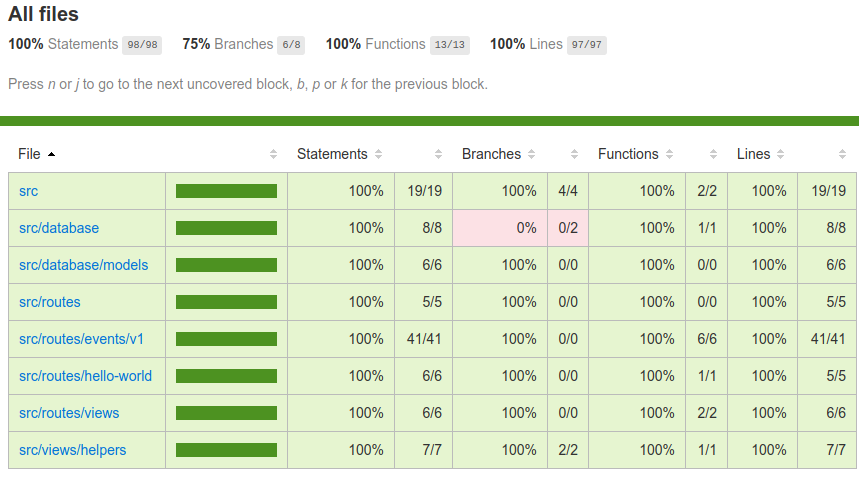 All files
100% Statements 98/98 75% Branches 6/8 100% Functions 13/13 100% Lines 97/97
Press n or j to go to the next uncovered block, b, p or k for the previous block.
File Statements Branches Functions Lines
src 100% 19/19 100% 4/4 100% 2/2 100% 19/19
src/database 100% 8/8 0% 0/2 100% 1/1 100% 8/8
src/database/models 100% 6/6 100% 0/0 100% 0/0 100% 6/6
src/routes 100% 5/5 100% 0/0 100% 0/0 100% 5/5
src/routes/events/v1 100% 41/41 100% 0/0 100% 6/6 100% 41/41
src/routes/hello-world 100% 6/6 100% 0/0 100% 1/1 100% 5/5
src/routes/views 100% 6/6 100% 0/0 100% 2/2 100% 6/6
src/views/helpers 100% 7/7 100% 2/2 100% 1/1 100% 7/7